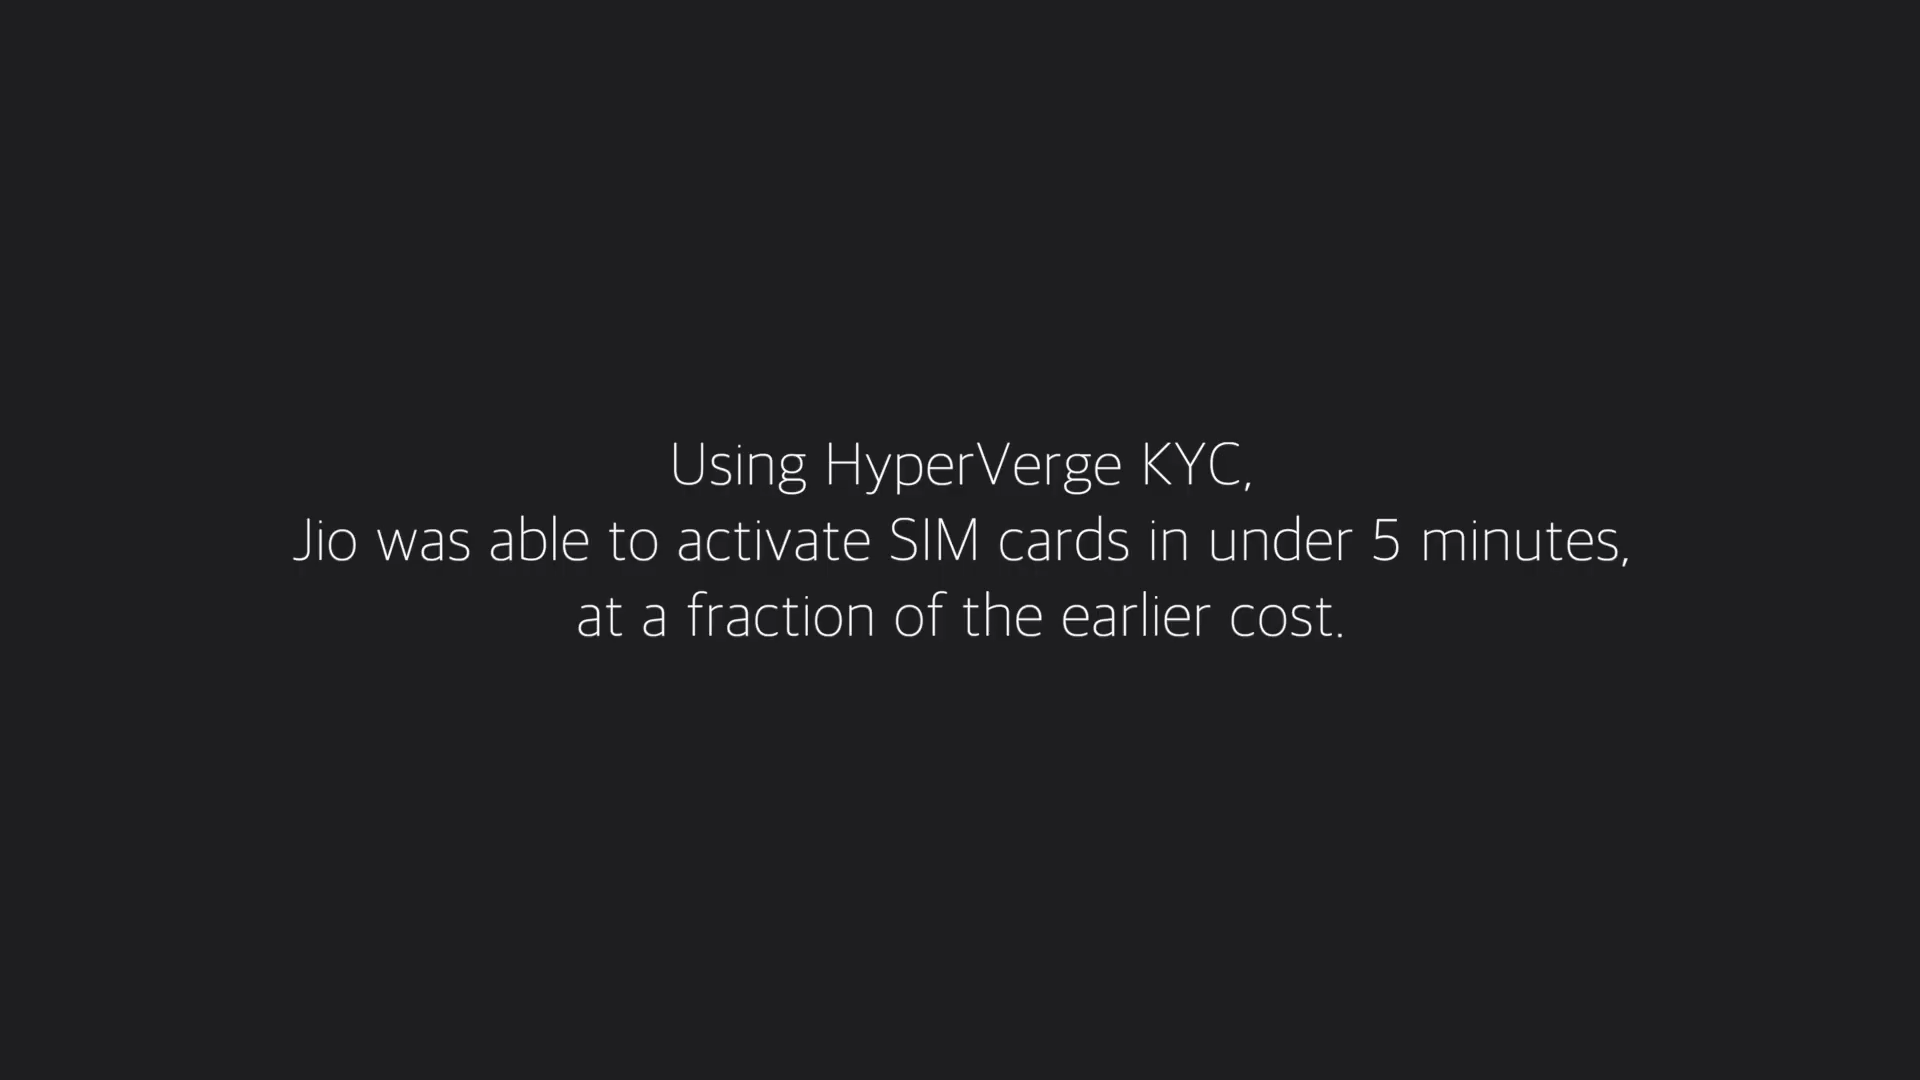 Using HyperVerge KYC,
Jio was able to activate SIM cards in under 5 minutes,
at a fraction of the earlier cost.